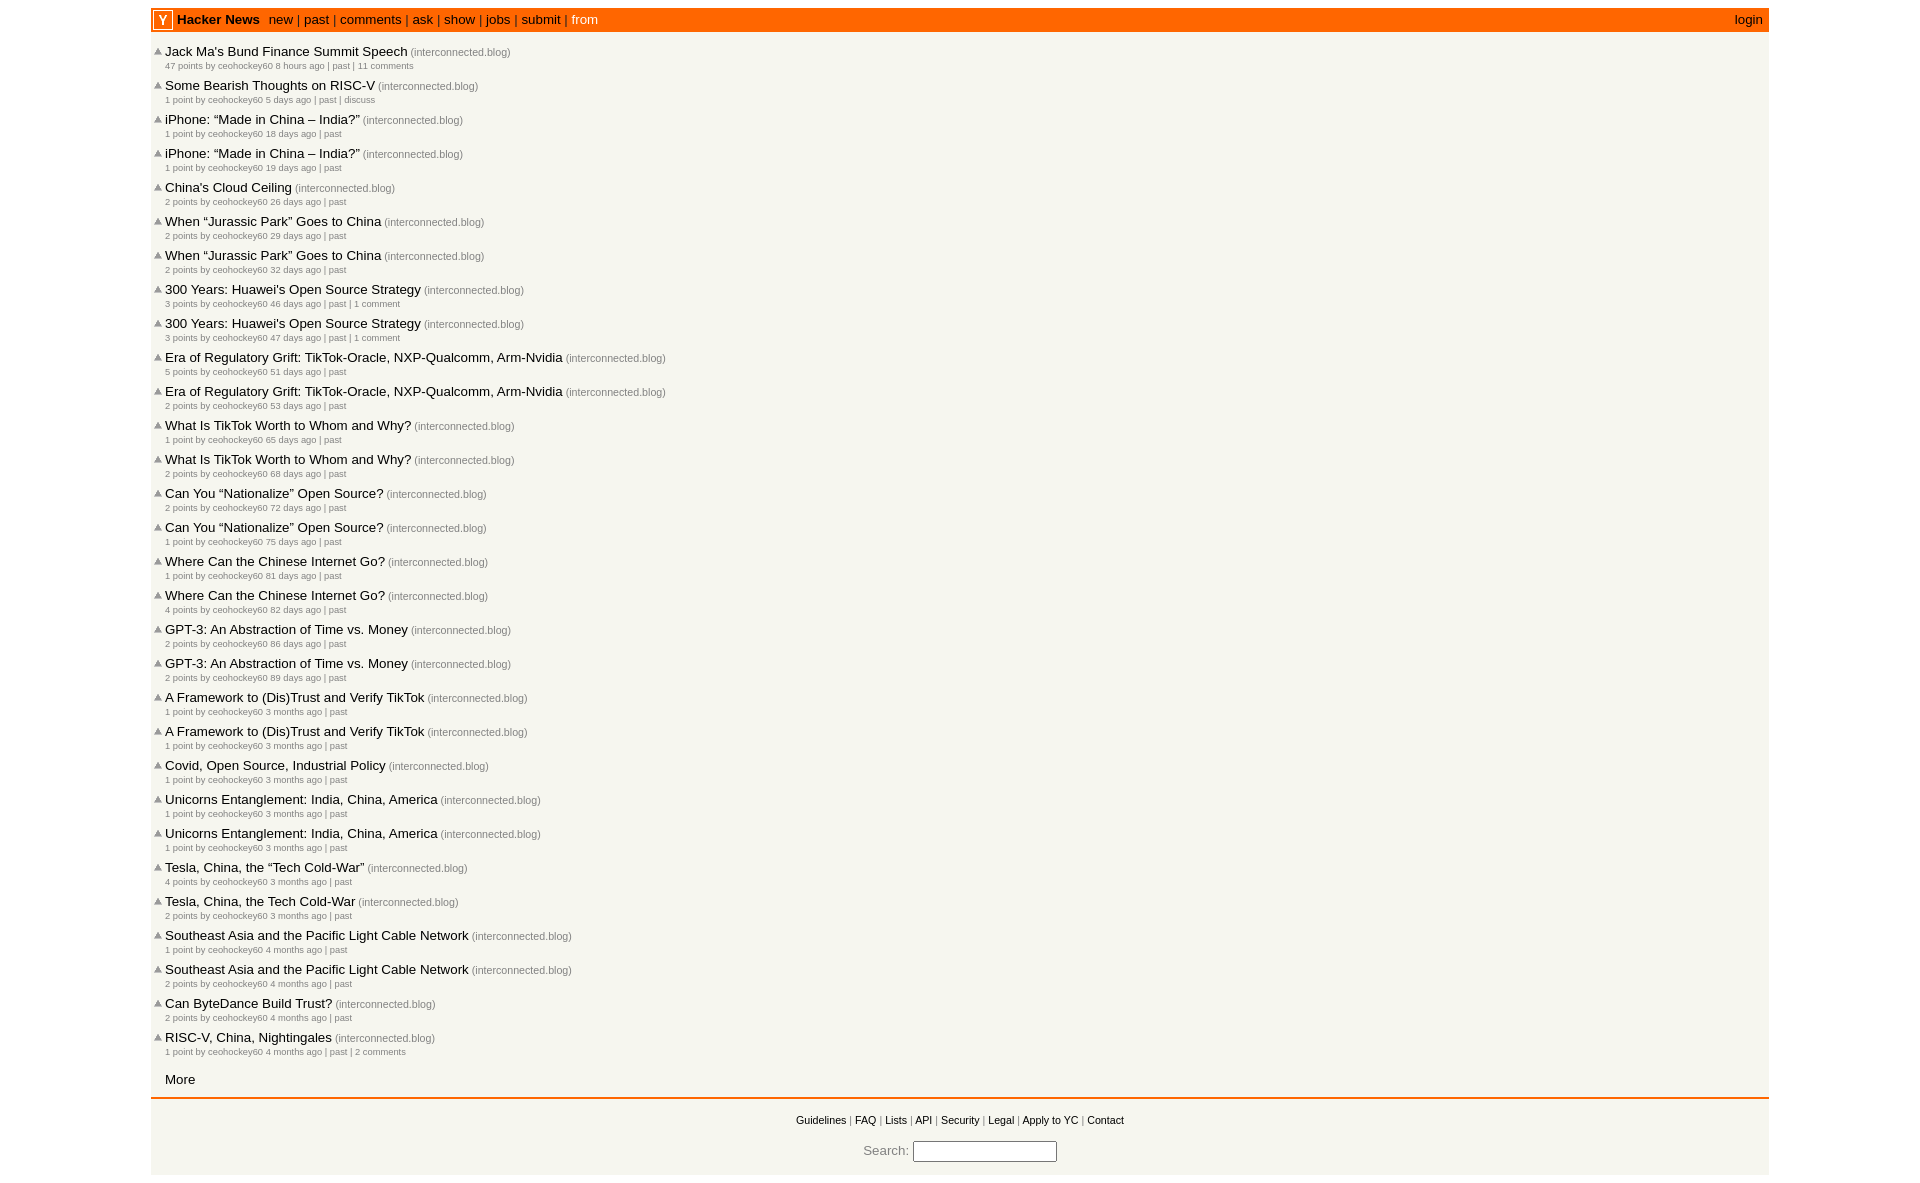 Y Hacker News new | past | comments | ask | show | jobs | submit | from login
Jack Ma's Bund Finance Summit Speech (interconnected.blog)
47 points by ceohockey60 8 hours ago | past | 11 comments
Some Bearish Thoughts on RISC-V (interconnected.blog)
1 point by ceohockey60 5 days ago | past | discuss
iPhone: “Made in China – India?” (interconnected.blog)
1 point by ceohockey60 18 days ago | past
iPhone: “Made in China – India?” (interconnected.blog)
1 point by ceohockey60 19 days ago | past
China's Cloud Ceiling (interconnected.blog)
2 points by ceohockey60 26 days ago | past
When “Jurassic Park” Goes to China (interconnected.blog)
2 points by ceohockey60 29 days ago | past
When “Jurassic Park” Goes to China (interconnected.blog)
2 points by ceohockey60 32 days ago | past
300 Years: Huawei's Open Source Strategy (interconnected.blog)
3 points by ceohockey60 46 days ago | past | 1 comment
300 Years: Huawei's Open Source Strategy (interconnected.blog)
3 points by ceohockey60 47 days ago | past | 1 comment
Era of Regulatory Grift: TikTok-Oracle, NXP-Qualcomm, Arm-Nvidia (interconnected.blog)
5 points by ceohockey60 51 days ago | past
Era of Regulatory Grift: TikTok-Oracle, NXP-Qualcomm, Arm-Nvidia (interconnected.blog)
2 points by ceohockey60 53 days ago | past
What Is TikTok Worth to Whom and Why? (interconnected.blog)
1 point by ceohockey60 65 days ago | past
What Is TikTok Worth to Whom and Why? (interconnected.blog)
2 points by ceohockey60 68 days ago | past
Can You “Nationalize” Open Source? (interconnected.blog)
2 points by ceohockey60 72 days ago | past
Can You “Nationalize” Open Source? (interconnected.blog)
1 point by ceohockey60 75 days ago | past
Where Can the Chinese Internet Go? (interconnected.blog)
1 point by ceohockey60 81 days ago | past
Where Can the Chinese Internet Go? (interconnected.blog)
4 points by ceohockey60 82 days ago | past
GPT-3: An Abstraction of Time vs. Money (interconnected.blog)
2 points by ceohockey60 86 days ago | past
GPT-3: An Abstraction of Time vs. Money (interconnected.blog)
2 points by ceohockey60 89 days ago | past
A Framework to (Dis)Trust and Verify TikTok (interconnected.blog)
1 point by ceohockey60 3 months ago | past
A Framework to (Dis)Trust and Verify TikTok (interconnected.blog)
1 point by ceohockey60 3 months ago | past
Covid, Open Source, Industrial Policy (interconnected.blog)
1 point by ceohockey60 3 months ago | past
Unicorns Entanglement: India, China, America (interconnected.blog)
1 point by ceohockey60 3 months ago | past
Unicorns Entanglement: India, China, America (interconnected.blog)
1 point by ceohockey60 3 months ago | past
Tesla, China, the “Tech Cold-War” (interconnected.blog)
4 points by ceohockey60 3 months ago | past
Tesla, China, the Tech Cold-War (interconnected.blog)
2 points by ceohockey60 3 months ago | past
Southeast Asia and the Pacific Light Cable Network (interconnected.blog)
1 point by ceohockey60 4 months ago | past
Southeast Asia and the Pacific Light Cable Network (interconnected.blog)
2 points by ceohockey60 4 months ago | past
Can ByteDance Build Trust? (interconnected.blog)
2 points by ceohockey60 4 months ago | past
RISC-V, China, Nightingales (interconnected.blog)
1 point by ceohockey60 4 months ago | past | 2 comments
More
Guidelines | FAQ | Lists | API | Security | Legal | Apply to YC | Contact
Search: